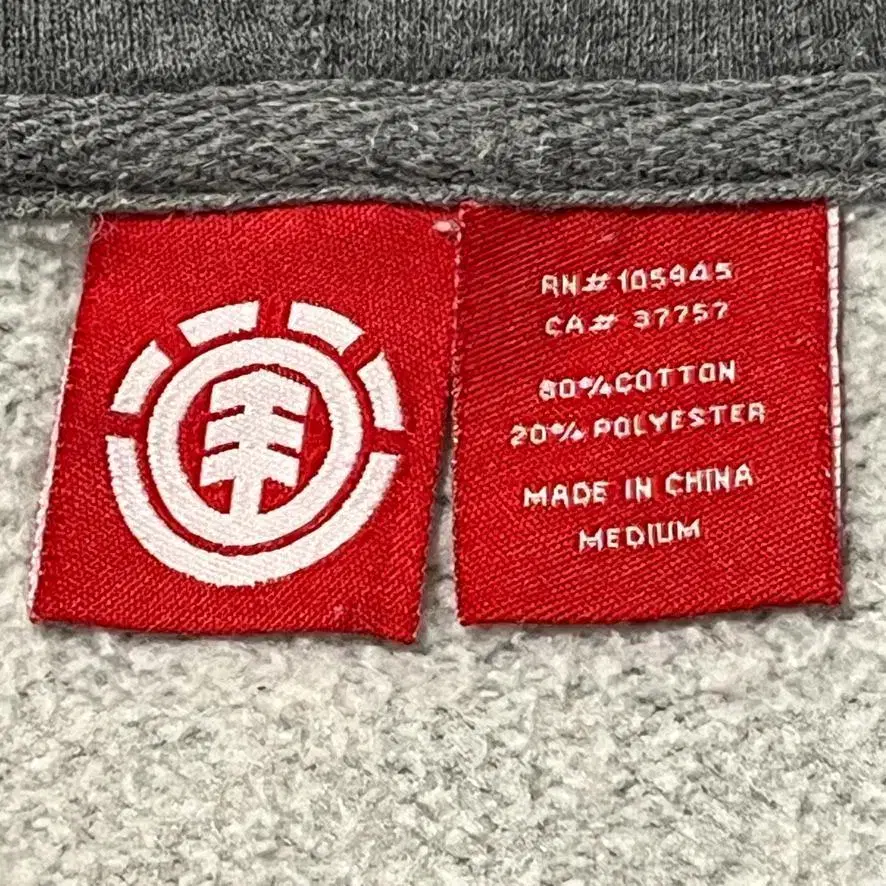 RN# 105945
CA# 37757
80% COTTON
20% POLYESTER
MADE IN CHINA
MEDIUM